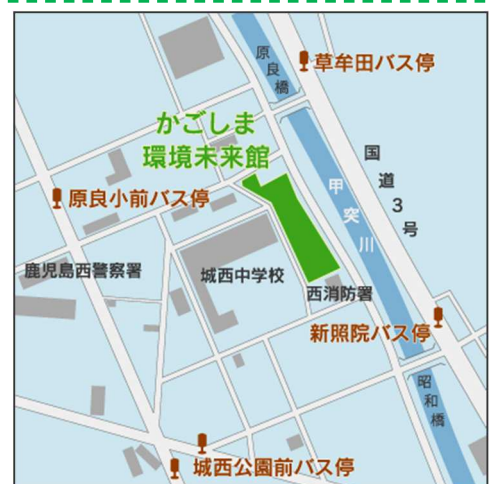 原良橋
草牟田バス停
かごしま
環境未来館
国道3号
甲突川
原良小前バス停
鹿児島西警察署
城西中学校
西消防署
新照院バス停
昭和橋
城西公園前バス停